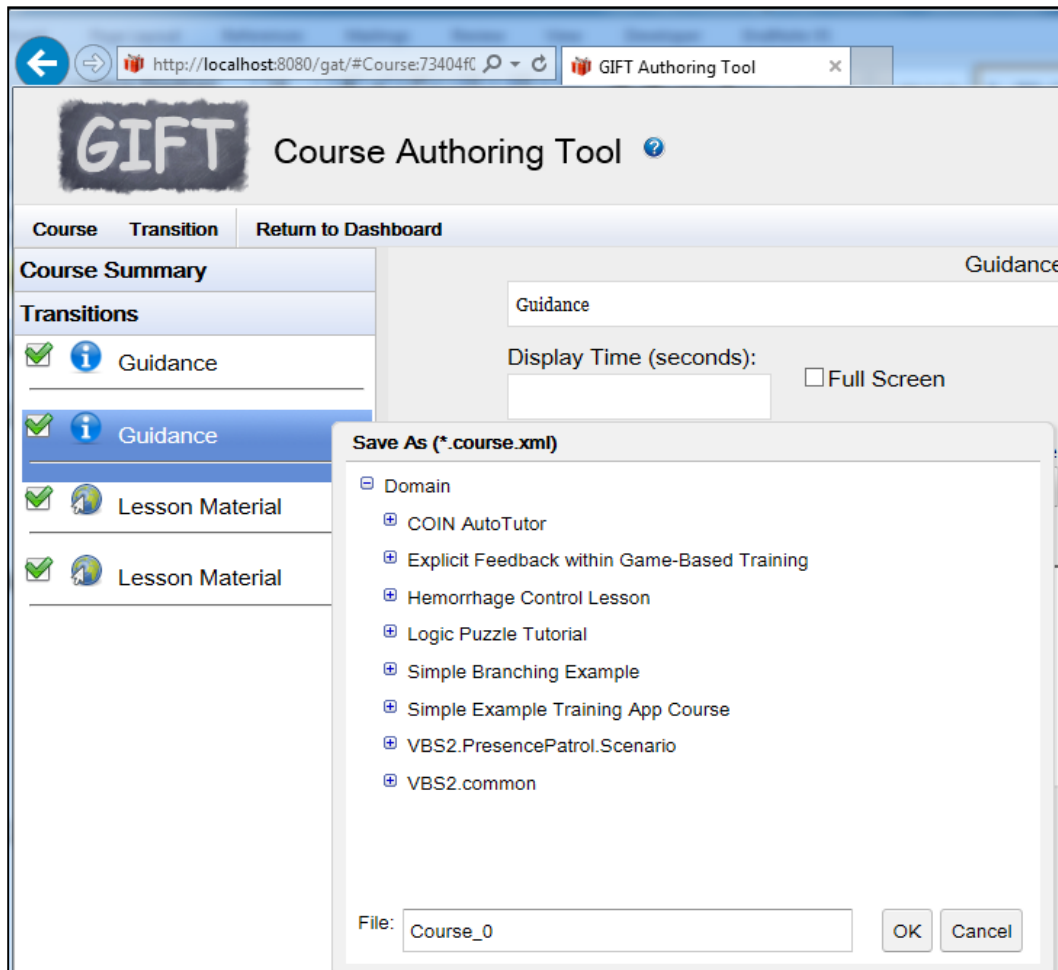 http://localhost:8080/gat/#Course:73404f
GIFT Authoring Tool
GIFT
Course Authoring Tool
Course Transition Return to Dashboard
Course Summary
Transitions
Guidance
Guidance
Lesson Material
Lesson Material
Guidance
Guidance
Display Time (seconds):
Full Screen
Save As (*.course.xml)
Domain
COIN AutoTutor
Explicit Feedback within Game-Based Training
Hemorrhage Control Lesson
Logic Puzzle Tutorial
Simple Branching Example
Simple Example Training App Course
VBS2.PresencePatrol.Scenario
VBS2.common
File: Course_0 OK Cancel